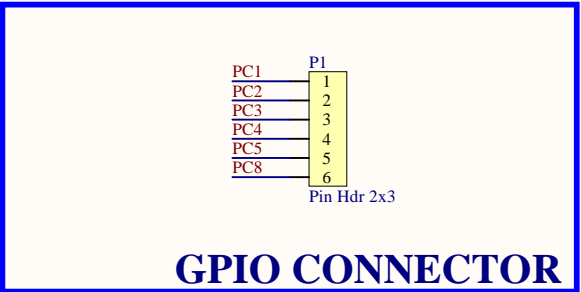 P1
PC1 1
PC2 2
PC3 3
PC4 4
PC5 5
PC8 6
Pin Hdr 2x3
GPIO CONNECTOR